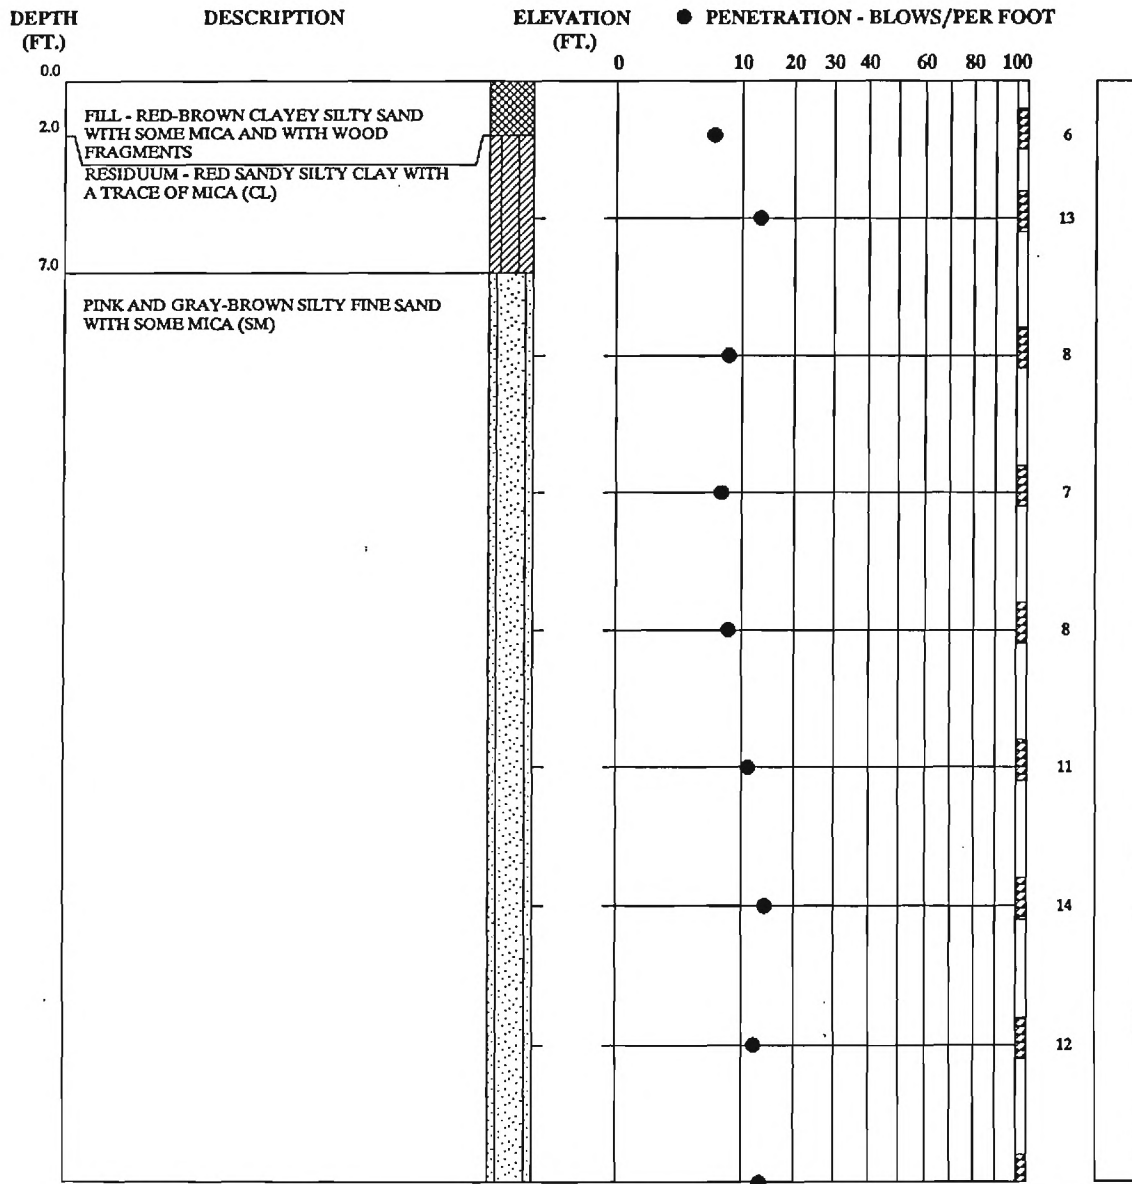 DEPTH DESCRIPTION ELEVATION ● PENETRATION - BLOWS/PER FOOT
(FT.) (FT.)
0 10 20 30 40 60 80 100
0.0
FILL - RED-BROWN CLAYEY SILTY SAND
2.0 WITH SOME MICA AND WITH WOOD 6
FRAGMENTS
RESIDUUM - RED SANDY SILTY CLAY WITH
A TRACE OF MICA (CL)
13
7.0
PINK AND GRAY-BROWN SILTY FINE SAND
WITH SOME MICA (SM)
8
7
8
11
14
12